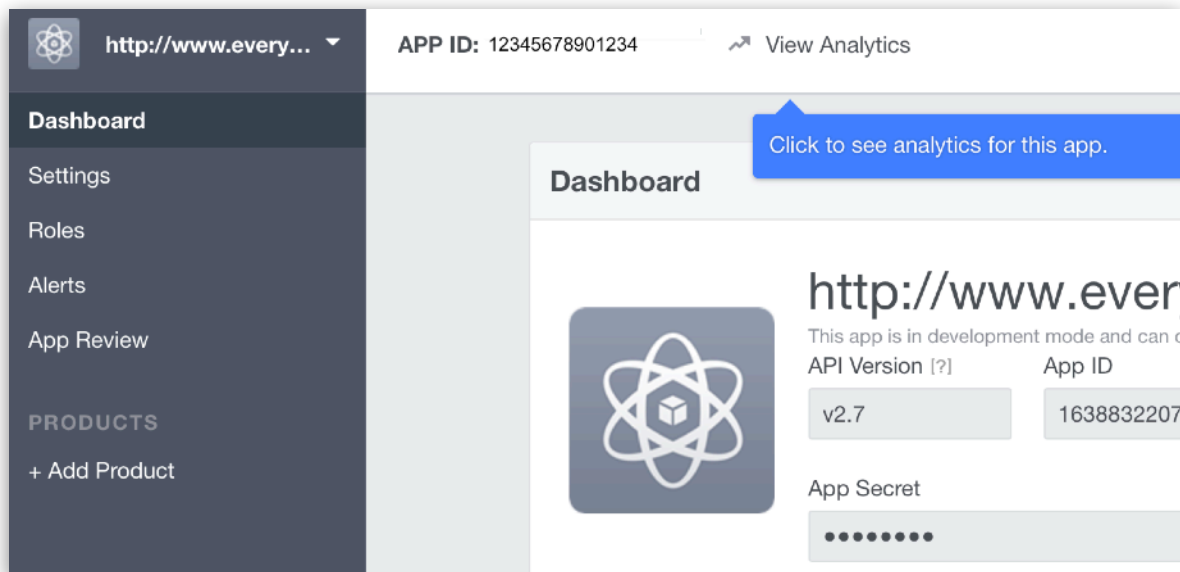 http://www.every...
APP ID: 12345678901234
View Analytics
Dashboard
Settings
Roles
Alerts
App Review
PRODUCTS
+ Add Product
Click to see analytics for this app.
Dashboard
http://www.every
This app is in development mode and can
API Version [?]
App ID
v2.7
1638832207
App Secret
••••••••